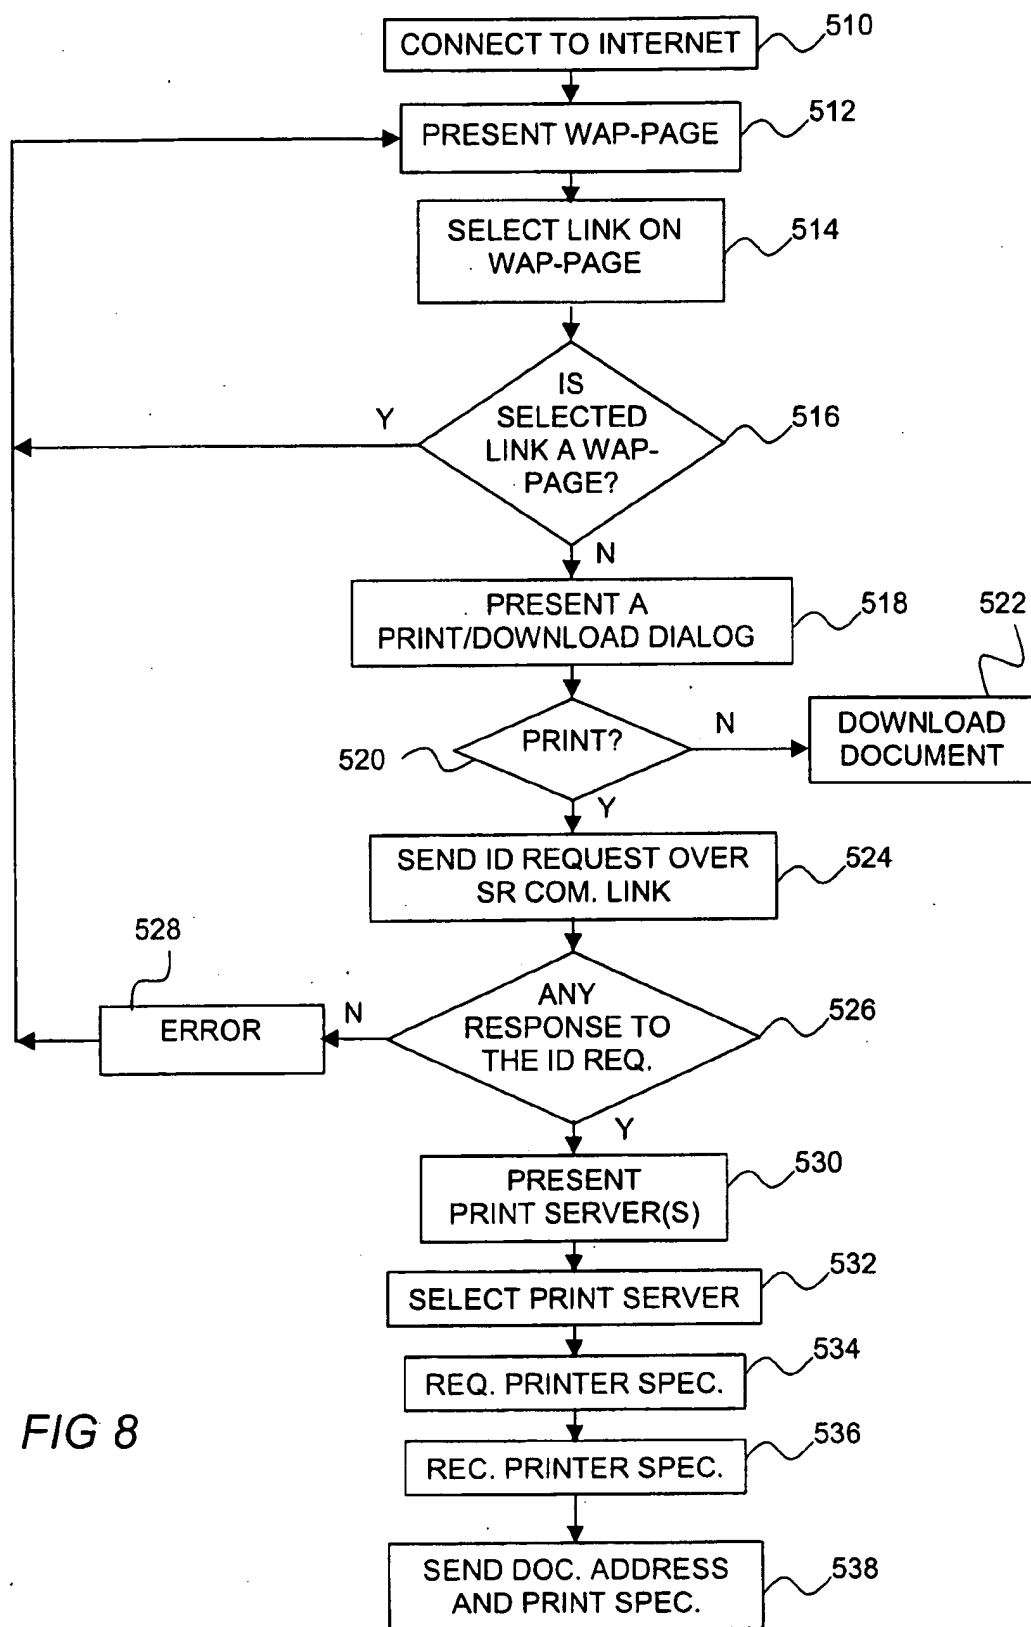 CONNECT TO INTERNET
510
PRESENT WAP-PAGE
512
SELECT LINK ON
WAP-PAGE
514
IS
SELECTED
LINK A WAP-
PAGE?
516
Y
N
PRESENT A
PRINT/DOWNLOAD DIALOG
518
522
PRINT?
520
N
DOWNLOAD
DOCUMENT
Y
SEND ID REQUEST OVER
SR COM. LINK
524
528
ERROR
N
ANY
RESPONSE TO
THE ID REQ.
526
Y
PRESENT
PRINT SERVER(S)
530
SELECT PRINT SERVER
532
REQ. PRINTER SPEC.
534
REC. PRINTER SPEC.
536
SEND DOC. ADDRESS
AND PRINT SPEC.
538
FIG 8